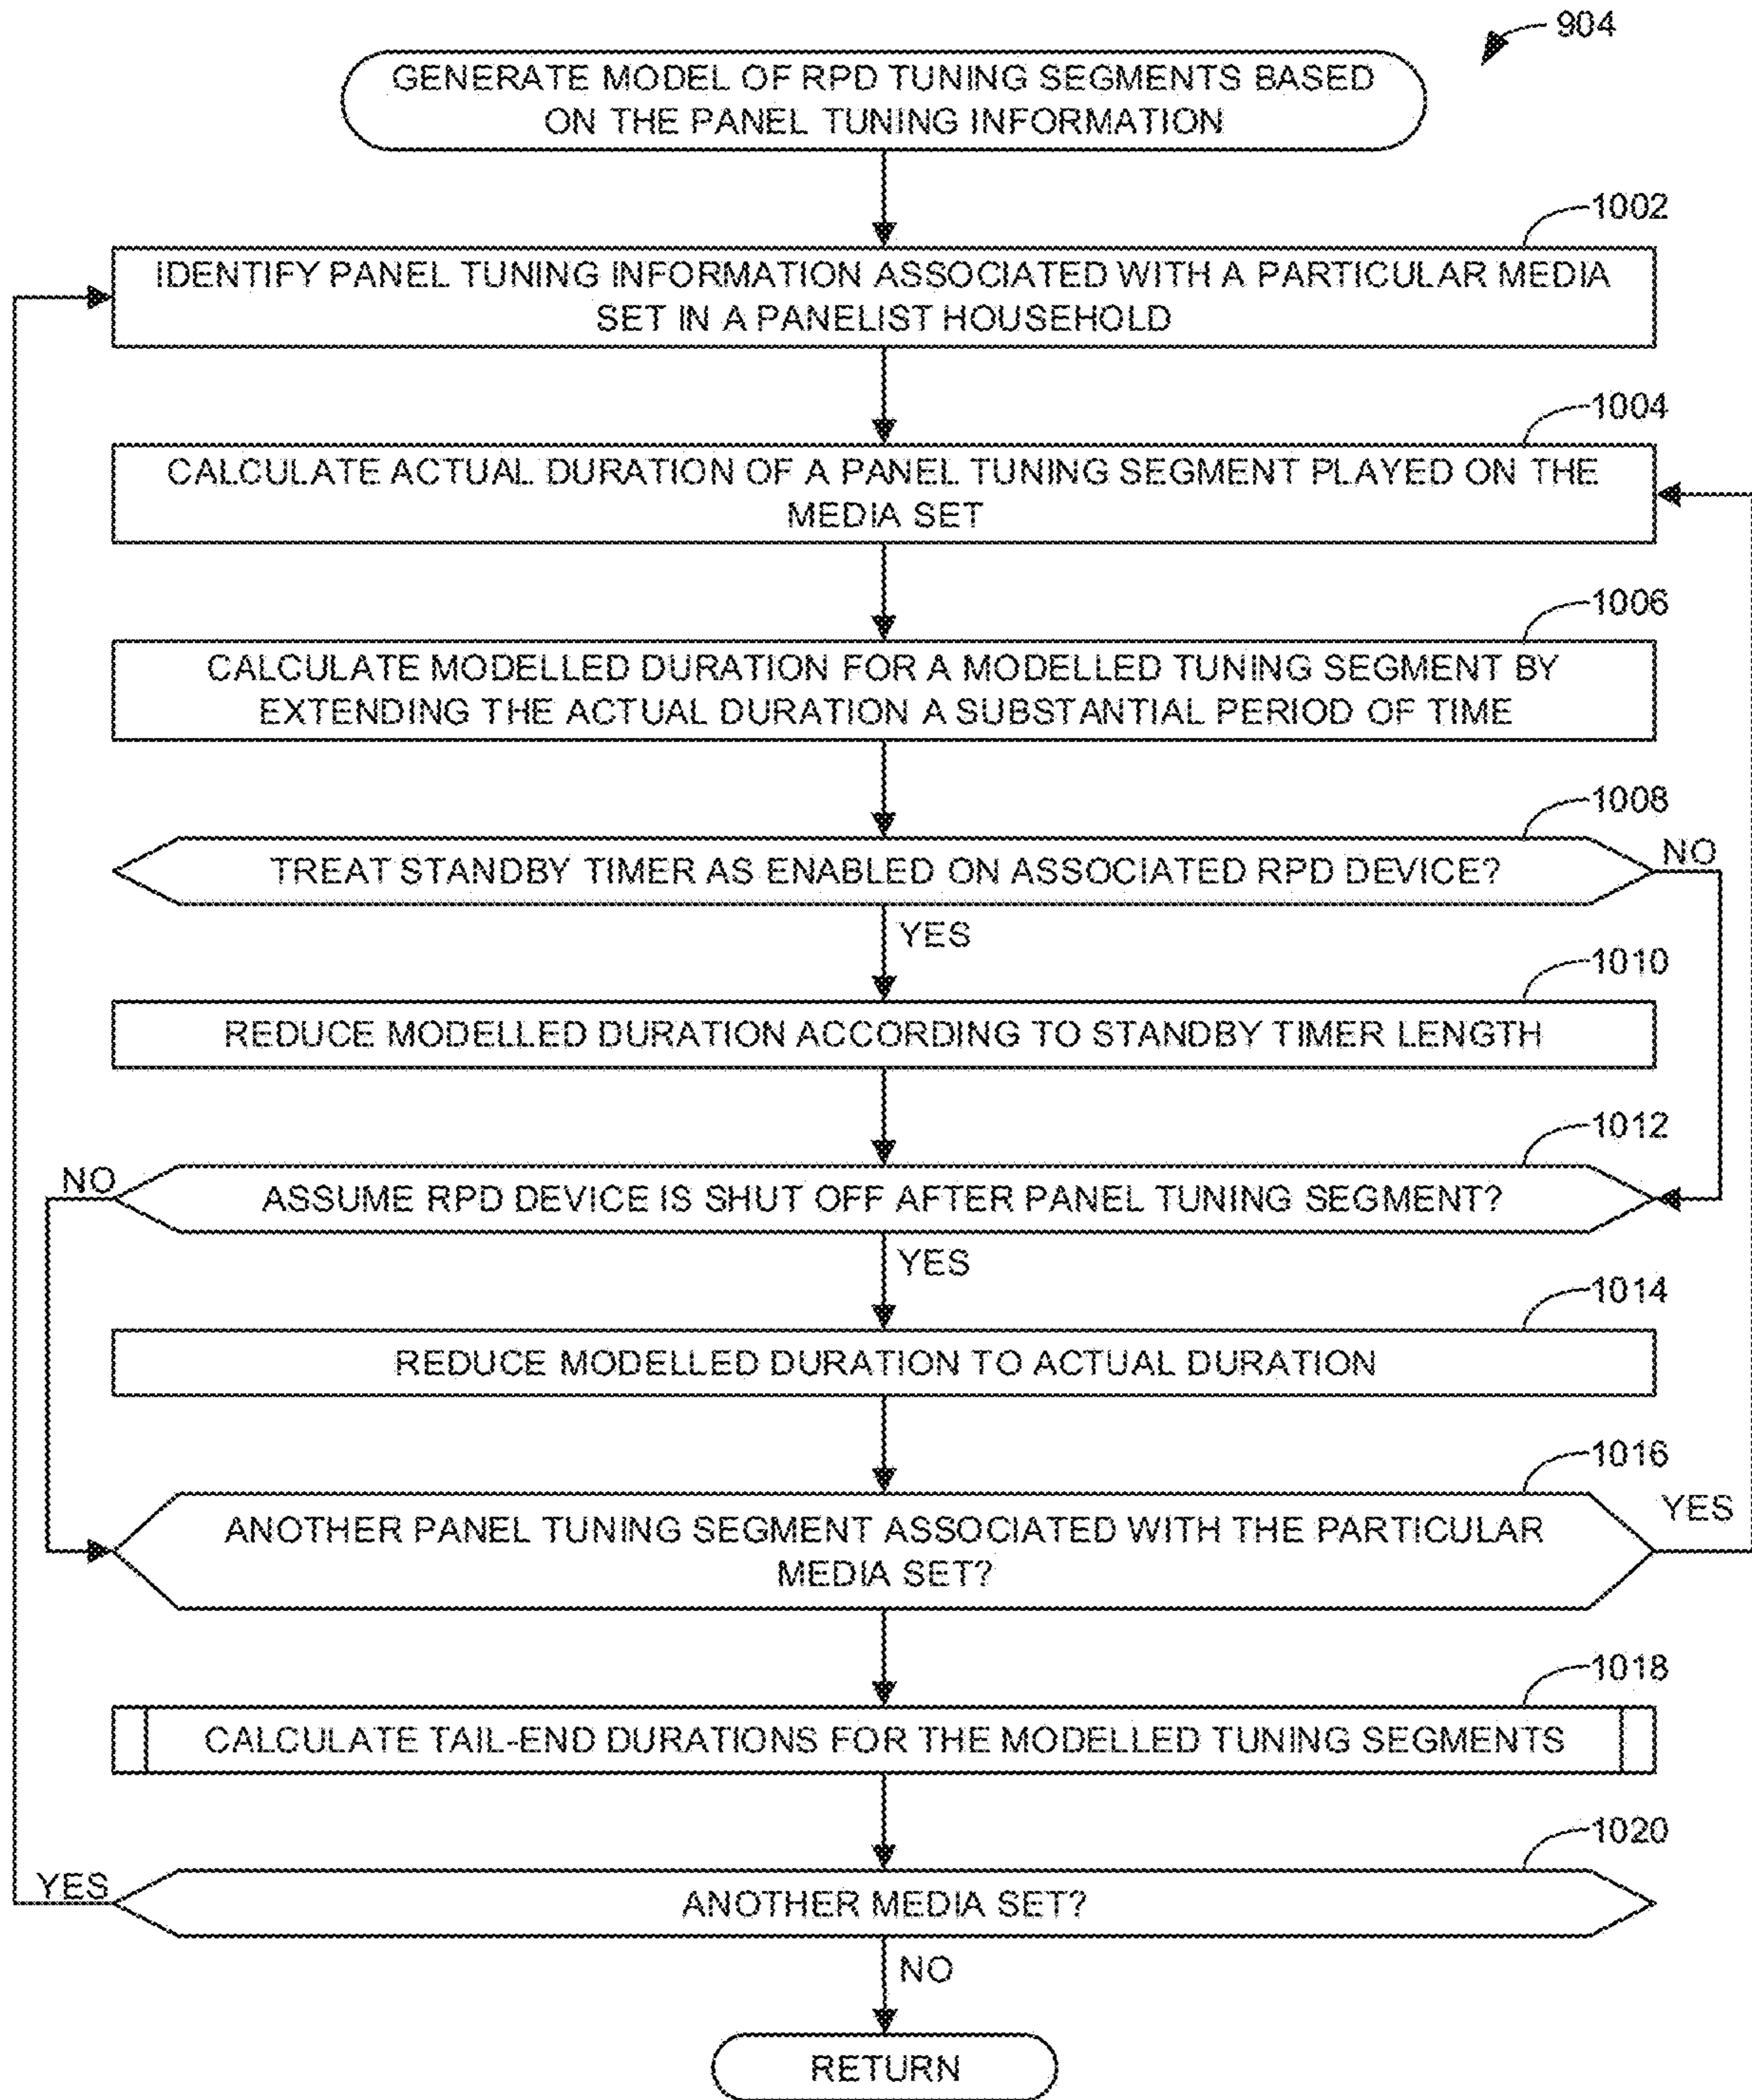 904
GENERATE MODEL OF RPD TUNING SEGMENTS BASED
ON THE PANEL TUNING INFORMATION
1002
IDENTIFY PANEL TUNING INFORMATION ASSOCIATED WITH A PARTICULAR MEDIA
SET IN A PANELIST HOUSEHOLD
1004
CALCULATE ACTUAL DURATION OF A PANEL TUNING SEGMENT PLAYED ON THE
MEDIA SET
1006
CALCULATE MODELLED DURATION FOR A MODELLED TUNING SEGMENT BY
EXTENDING THE ACTUAL DURATION A SUBSTANTIAL PERIOD OF TIME
1008
TREAT STANDBY TIMER AS ENABLED ON ASSOCIATED RPD DEVICE?
NO
YES
1010
REDUCE MODELLED DURATION ACCORDING TO STANDBY TIMER LENGTH
1012
NO
ASSUME RPD DEVICE IS SHUT OFF AFTER PANEL TUNING SEGMENT?
YES
1014
REDUCE MODELLED DURATION TO ACTUAL DURATION
1016
YES
ANOTHER PANEL TUNING SEGMENT ASSOCIATED WITH THE PARTICULAR
MEDIA SET?
1018
CALCULATE TAIL-END DURATIONS FOR THE MODELLED TUNING SEGMENTS
1020
YES
ANOTHER MEDIA SET?
NO
RETURN